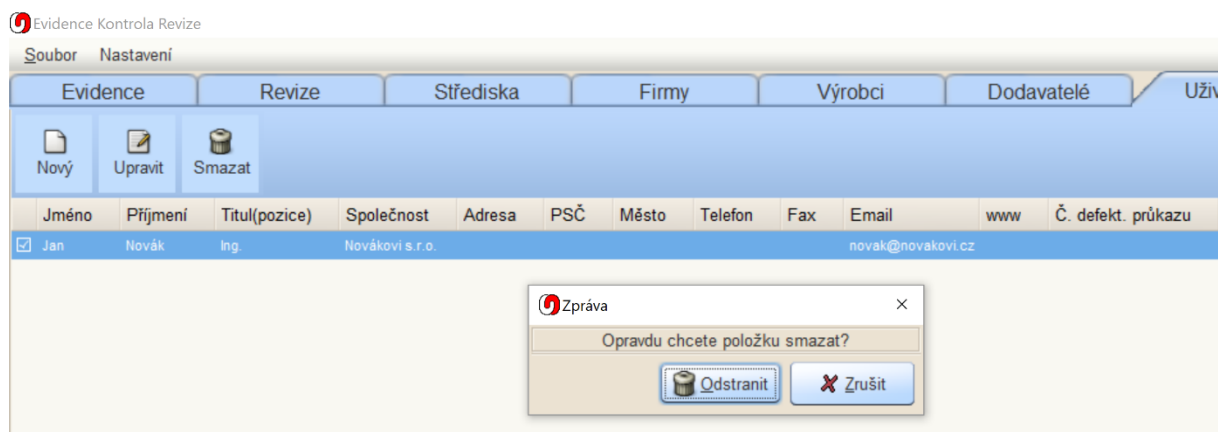 Evidence Kontrola Revize
Soubor Nastavení
Evidence Revize Střediska Firmy Výrobci Dodavatelé
Nový Upravit Smazat
Jméno Příjmení Titul(pozice) Společnost Adresa PSČ Město Telefon Fax Email www Č. defekt. průkazu
Jan Novák Ing. Novákovi s.r.o. novak@novakovi.cz
Zpráva
Opravdu chcete položku smazat?
Odstranit Zrušit